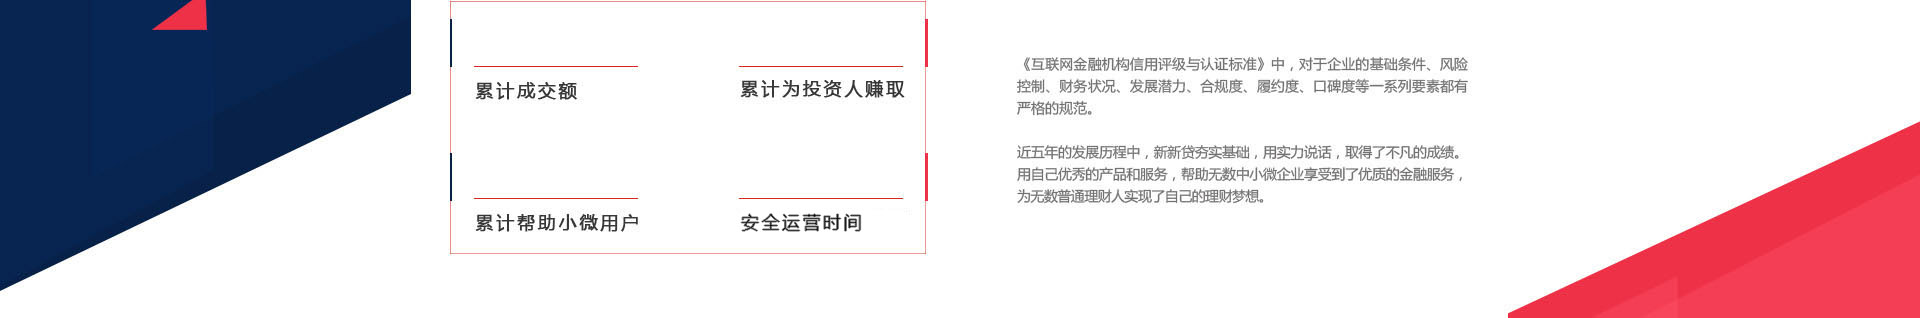 累计成交额
累计为投资人赚取
累计帮助小微用户
安全运营时间
《互联网金融机构信用评级与认证标准》中，对于企业的基础条件、风险
控制、财务状况、发展潜力、合规度、履约度、口碑度等一系列要素都有
严格的规范。
近五年的发展历程中，新新贷夯实基础，用实力说话，取得了不凡的成绩。
用自己优秀的产品和服务，帮助无数中小微企业享受到了优质的金融服务，
为无数普通理财人实现了自己的理财梦想。